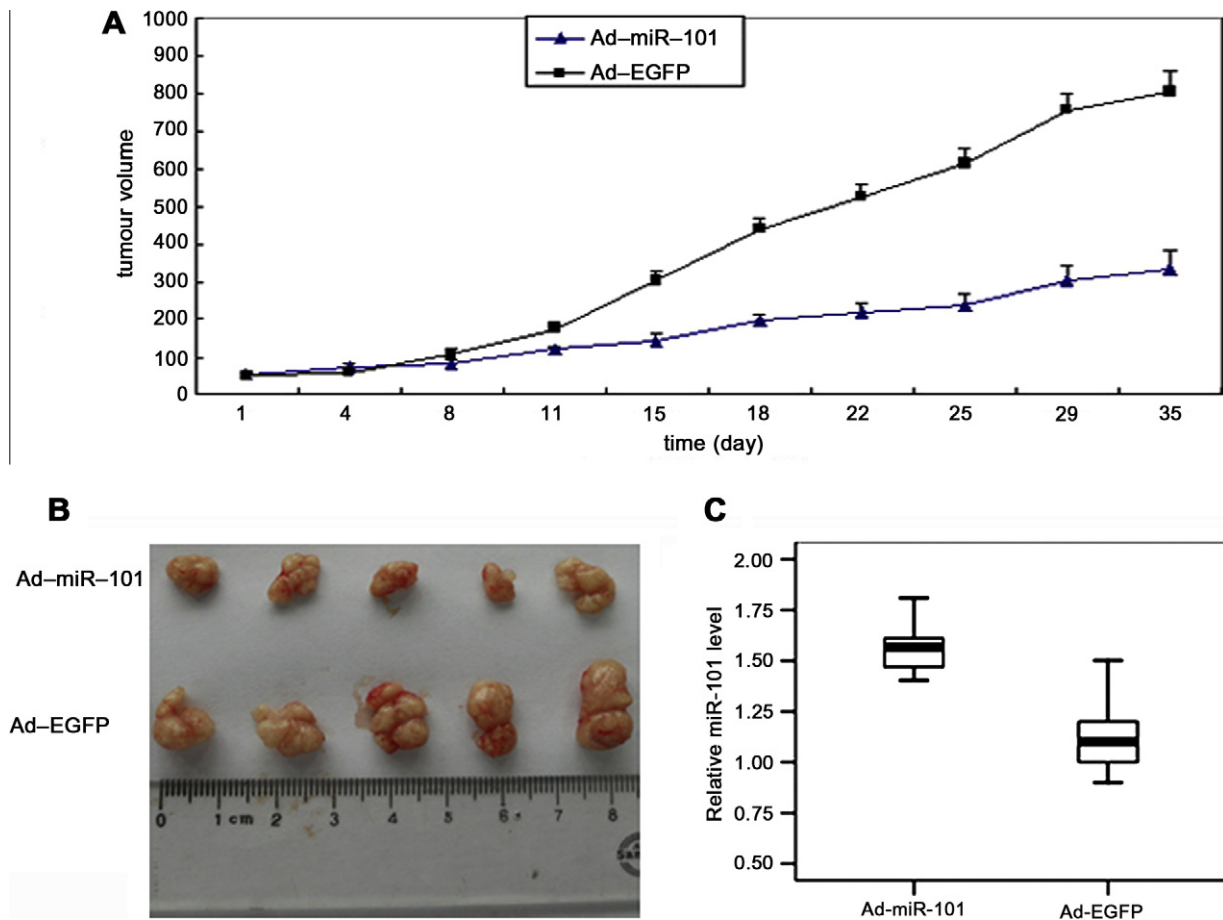 A
1000
900
800
700
600
500
400
300
200
100
0
tumour volume
Ad–miR–101
Ad–EGFP
1 4 8 11 15 18 22 25 29 35
time (day)
B
Ad–miR–101
Ad–EGFP
0 1 cm 2 3 4 5 6 7 8
C
2.00
1.75
1.50
1.25
1.00
0.75
0.50
Relative miR-101 level
Ad-miR-101 Ad-EGFP